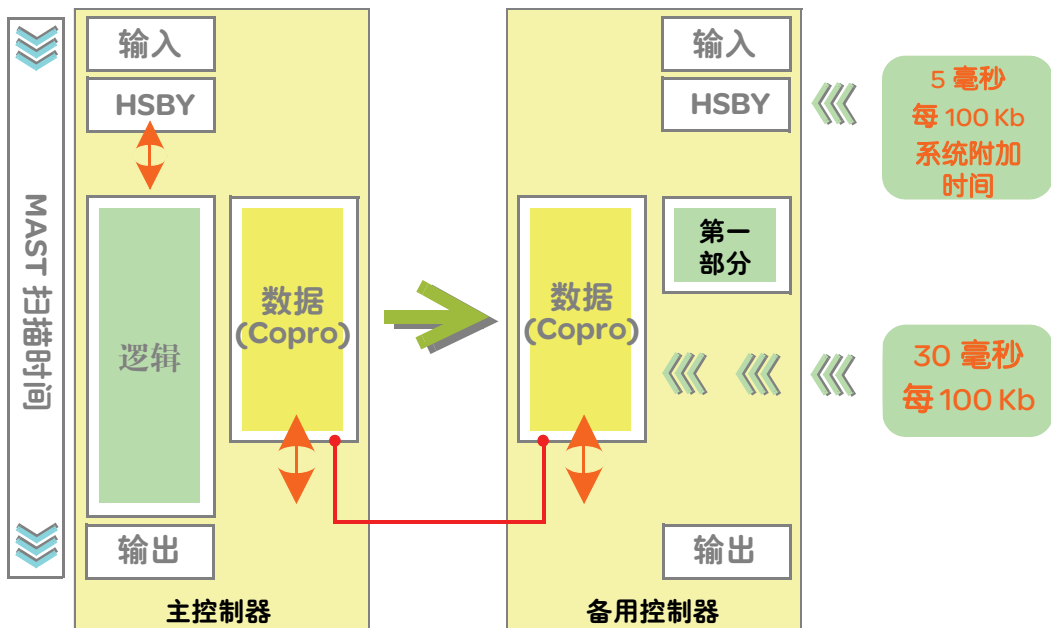 MAST 扫描时间
输入
HSBY
逻辑
数据
(Copro)
输出
主控制器
输入
HSBY
数据
(Copro)
第一
部分
输出
备用控制器
5 毫秒
每 100 Kb
系统附加
时间
30 毫秒
每 100 Kb